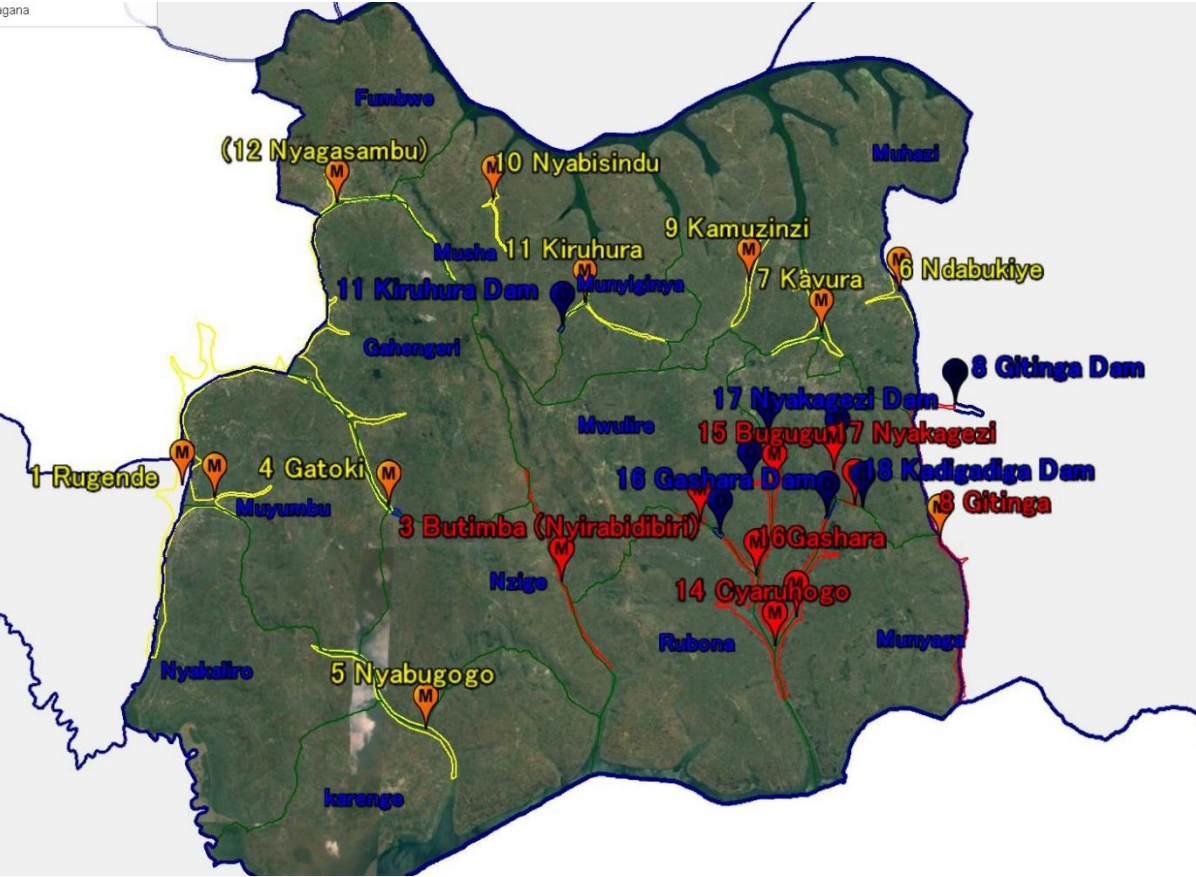 agana
Fumbwe
(12 Nyagasambu)
10 Nyabisindu
Muhazi
9 Kamuzinzi
Musha
11 Kiruhura
6 Ndabukiye
7 Kavura
Munyiginya
11 Kiruhura Dam
Gahengeri
8 Gitinga Dam
17 Nyakagezi Dam
Mwulire
15 Bugugu
17 Nyakagezi
1 Rugende
4 Gatoki
16 Gashara Dam
18 Kadigadiga Dam
Muyumbu
8 Gitinga
3 Butimba (Nyirabidibiri)
16Gashara
Nzige
14 Cyaruhogo
Rubona
Munyaga
Nyakaliro
5 Nyabugogo
karenge